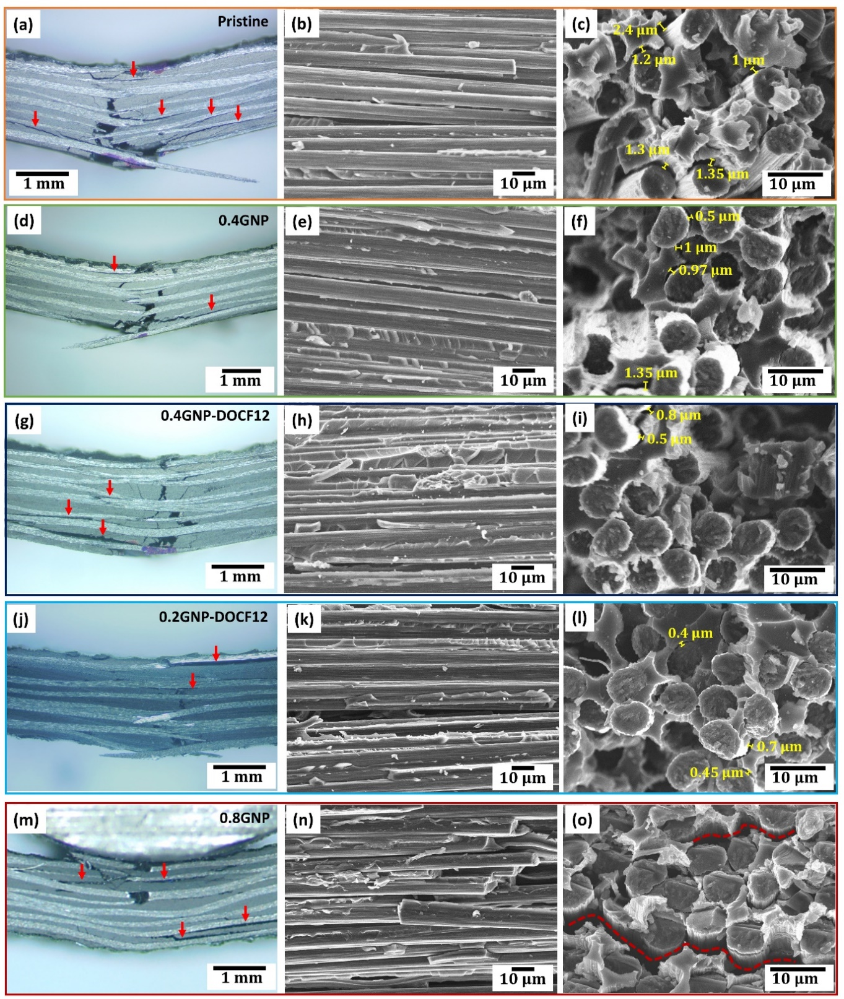 (a)
Pristine
1 mm
(b)
10 μm
(c)
2.4 μm
1.2 μm
1 μm
1.3 μm
1.35 μm
10 μm
(d)
0.4GNP
1 mm
(e)
10 μm
(f)
0.5 μm
1 μm
0.97 μm
1.35 μm
10 μm
(g)
0.4GNP-DOCF12
1 mm
(h)
10 μm
(i)
0.8 μm
0.5 μm
10 μm
(j)
0.2GNP-DOCF12
1 mm
(k)
10 μm
(l)
0.4 μm
0.7 μm
0.45 μm
10 μm
(m)
0.8GNP
1 mm
(n)
10 μm
(o)
10 μm